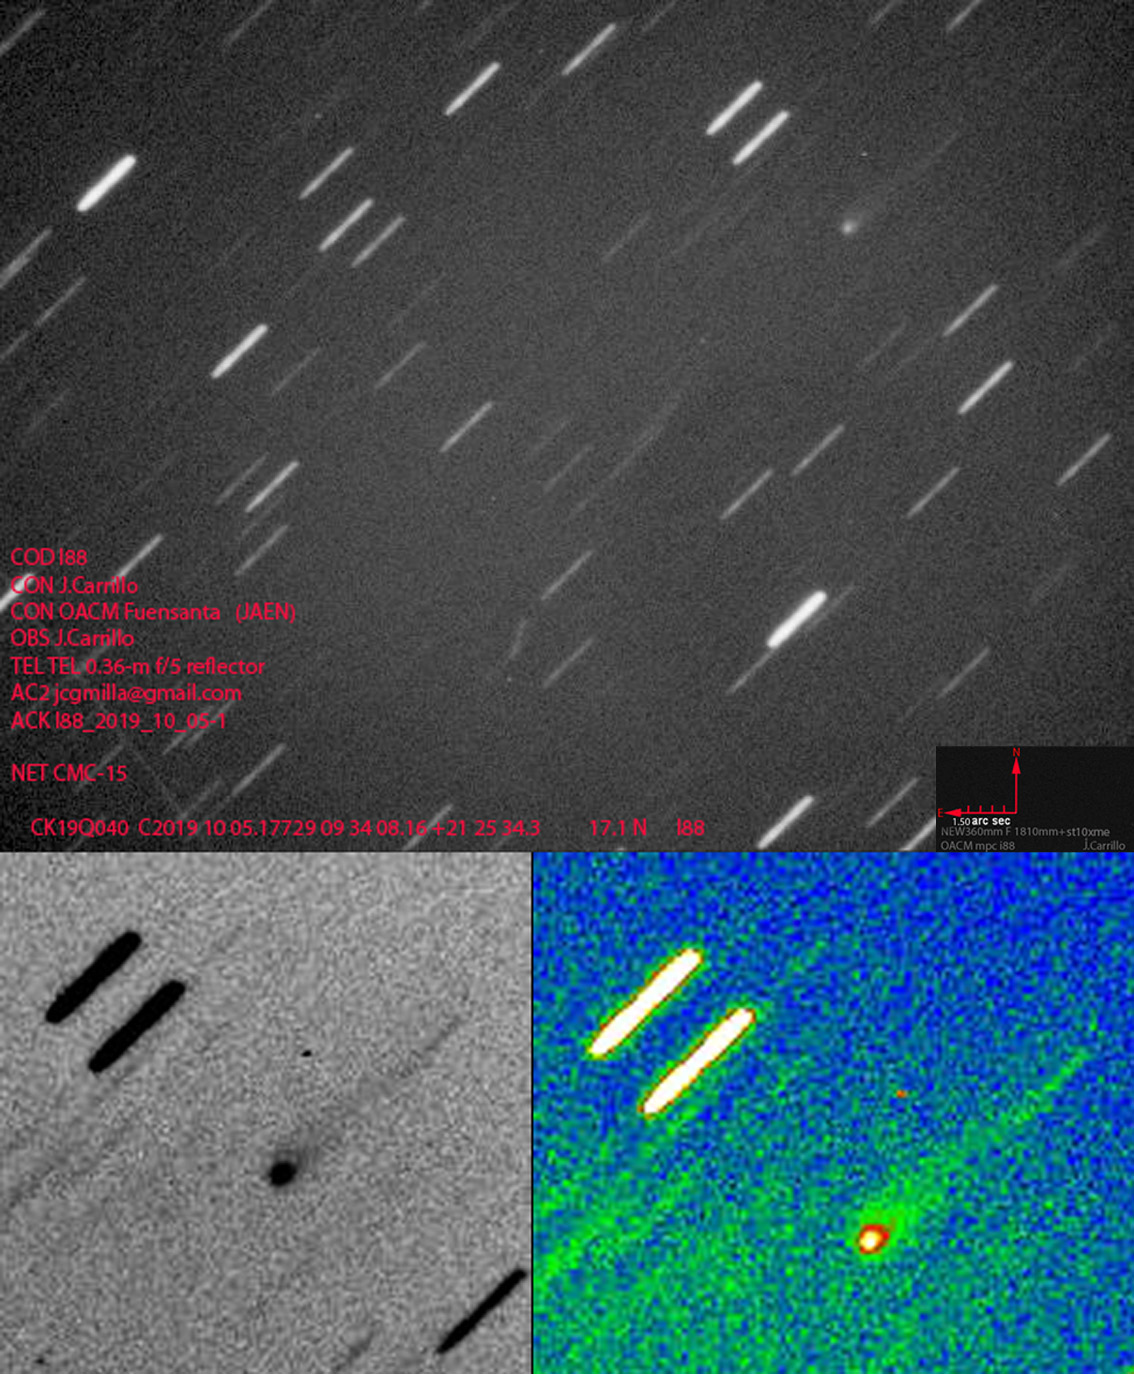 COD I88
CON J.Carrillo
CON OACM Fuensanta (JAEN)
OBS J.Carrillo
TEL TEL 0.36-m f/5 reflector
AC2 jcgmilla@gmail.com
ACK I88_2019_10_05-1
NET CMC-15
CK19Q040 C2019 10 05.17729 09 34 08.16 +21 25 34.3 17.1 N I88
N
E
1.50arc sec
NEW360mm F 1810mm+st10xme
OACM mpc i88 J.Carrillo